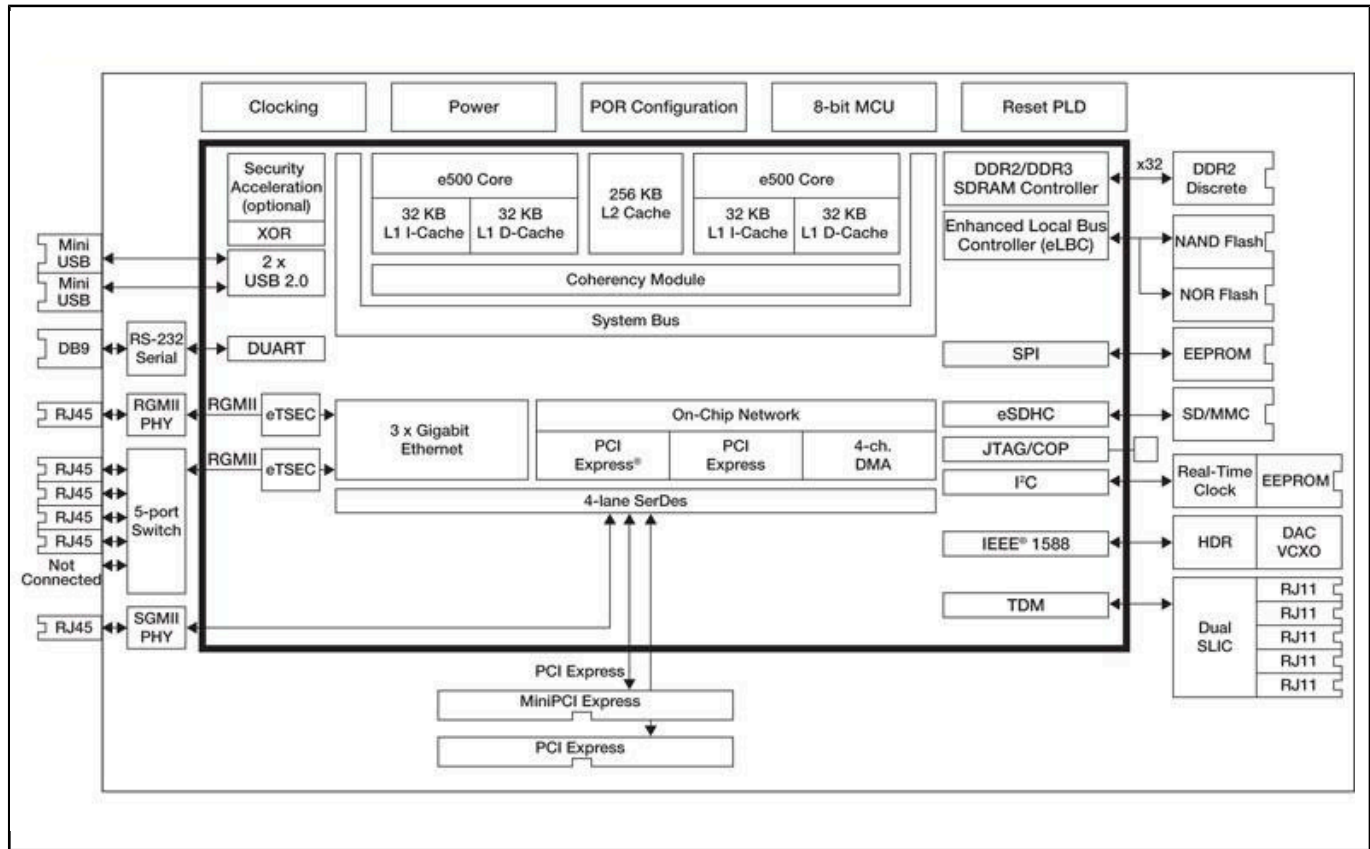 Clocking
Power
POR Configuration
8-bit MCU
Reset PLD
Security
Acceleration
(optional)
XOR
2 x
USB 2.0
e500 Core
32 KB
L1 I-Cache
32 KB
L1 D-Cache
256 KB
L2 Cache
e500 Core
32 KB
L1 I-Cache
32 KB
L1 D-Cache
Coherency Module
System Bus
DDR2/DDR3
SDRAM Controller
x32
DDR2
Discrete
Enhanced Local Bus
Controller (eLBC)
NAND Flash
NOR Flash
Mini
USB
Mini
USB
DB9
RS-232
Serial
DUART
SPI
EEPROM
RJ45
RGMII
PHY
RGMII
eTSEC
3 x Gigabit
Ethernet
On-Chip Network
PCI
Express®
PCI
Express
4-ch.
DMA
eSDHC
SD/MMC
JTAG/COP
RJ45
RJ45
RJ45
RJ45
Not
Connected
5-port
Switch
RGMII
eTSEC
4-lane SerDes
I²C
Real-Time
Clock
EEPROM
IEEE® 1588
HDR
DAC
VCXO
TDM
Dual
SLIC
RJ11
RJ11
RJ11
RJ11
RJ11
RJ45
SGMII
PHY
PCI Express
MiniPCI Express
PCI Express